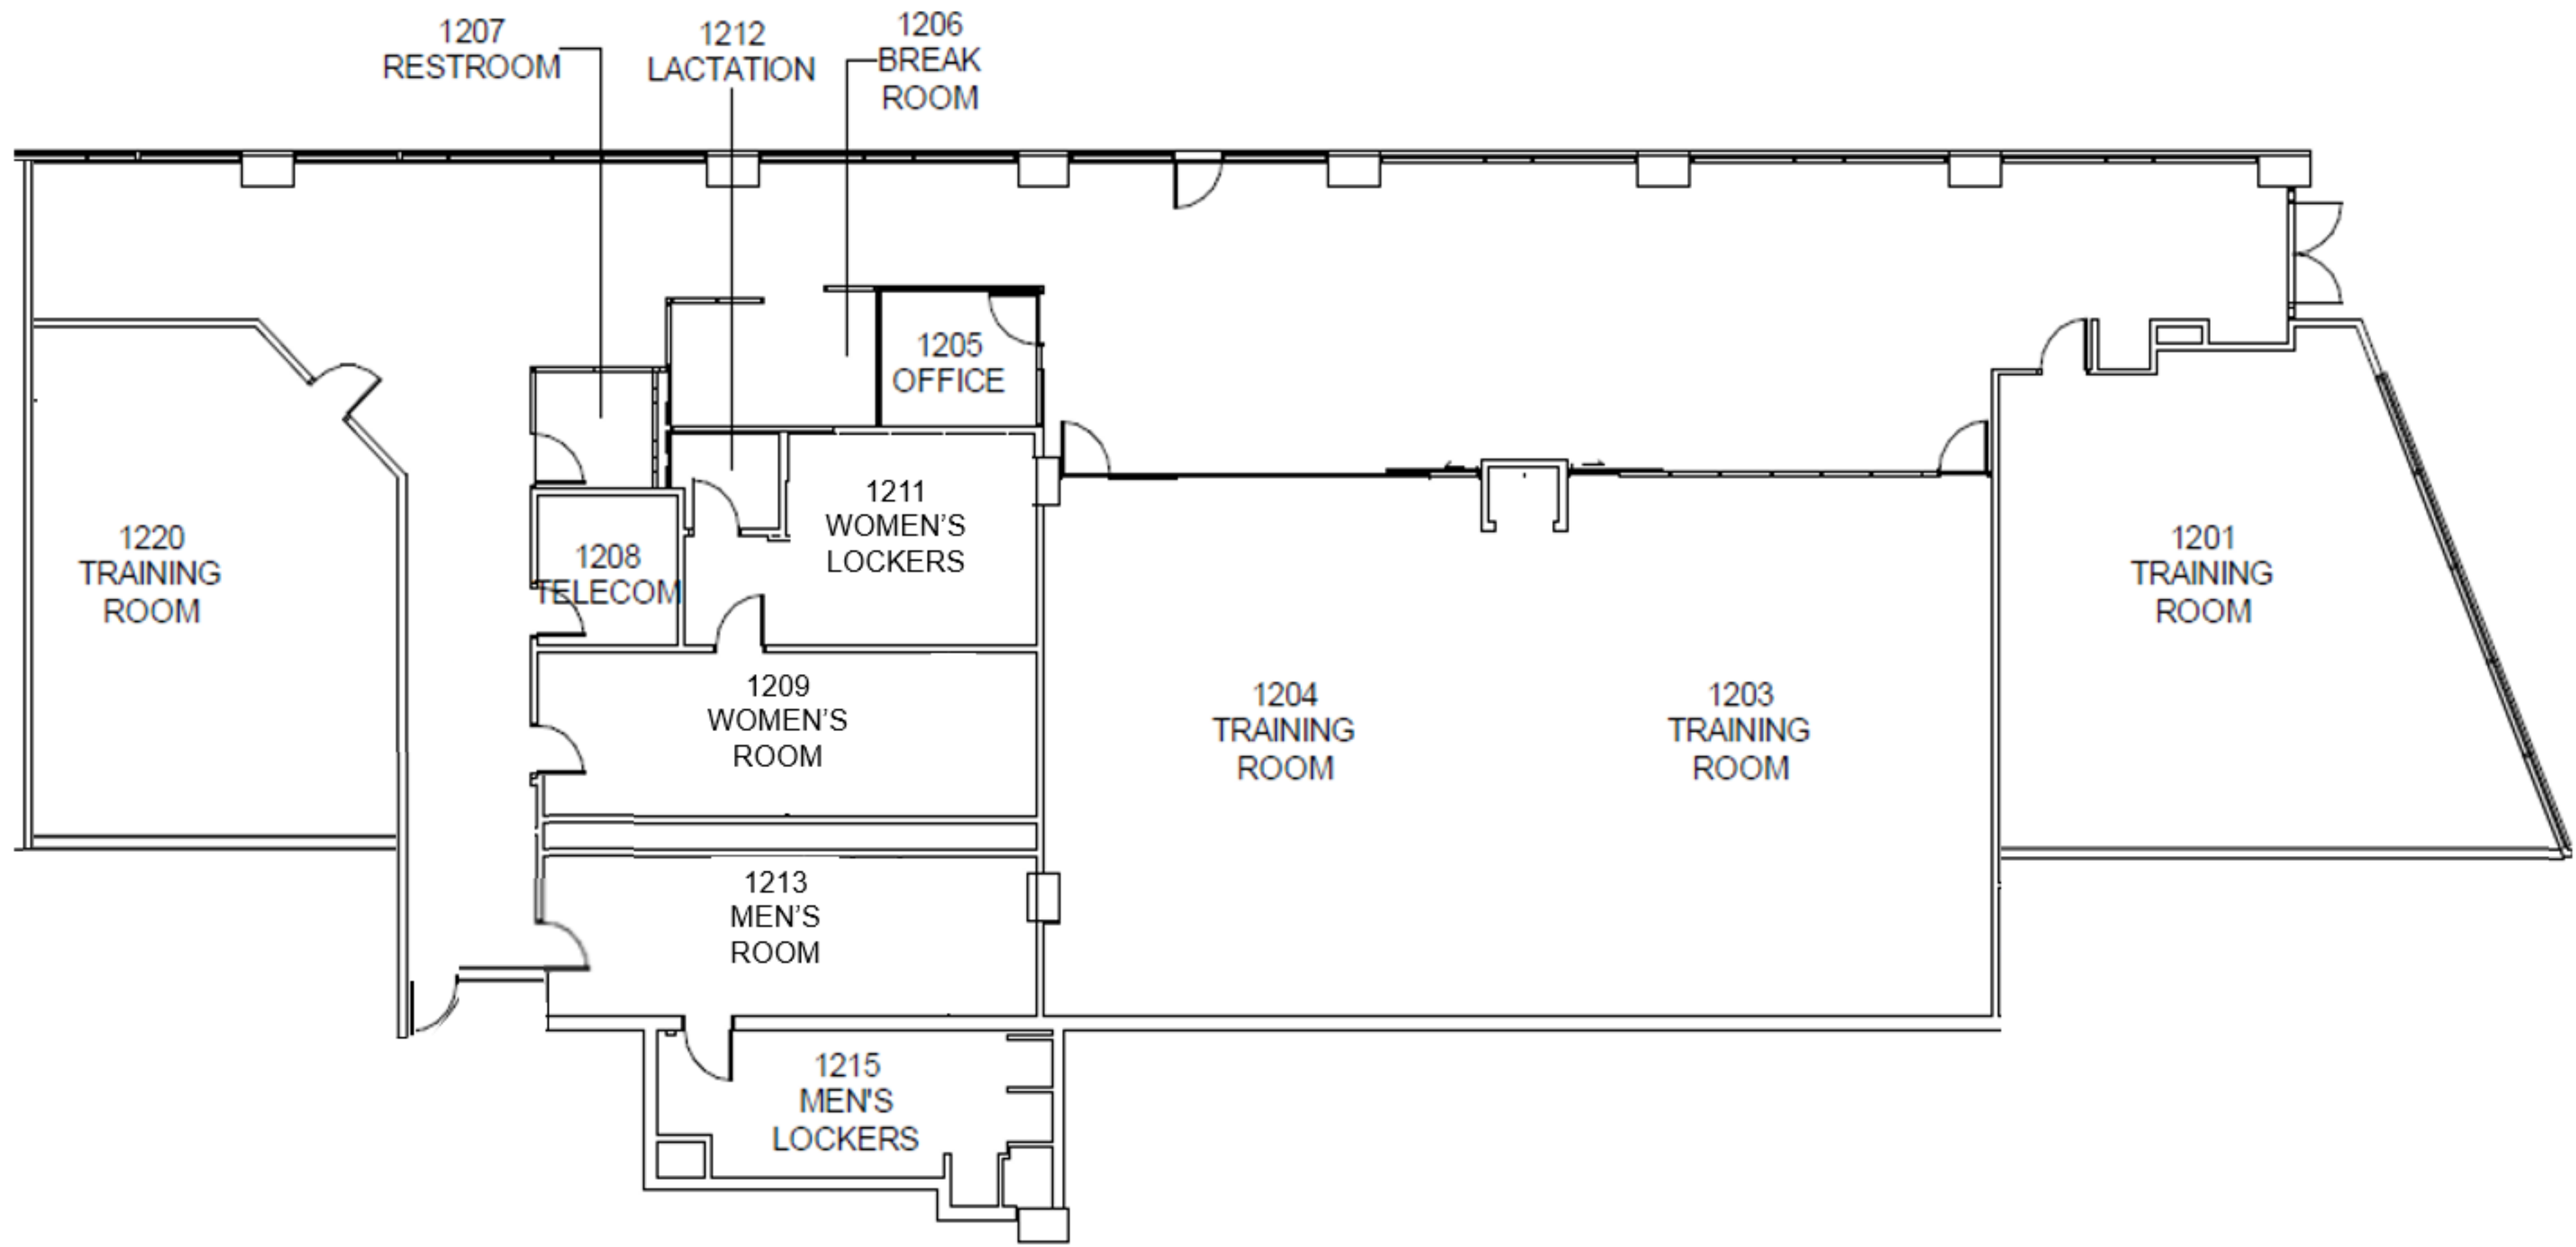 1207
RESTROOM
1212
LACTATION
1206
BREAK
ROOM
1205
OFFICE
1211
WOMEN'S
LOCKERS
1220
TRAINING
ROOM
1208
TELECOM
1201
TRAINING
ROOM
1209
WOMEN'S
ROOM
1204
TRAINING
ROOM
1203
TRAINING
ROOM
1213
MEN'S
ROOM
1215
MEN'S
LOCKERS